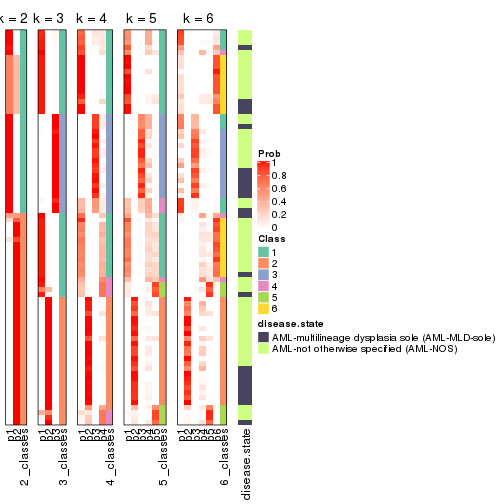 k = 2 k = 3 k = 4 k = 5 k = 6
Prob
1
0.8
0.6
0.4
0.2
0
Class
1
2
3
4
5
6
disease.state
AML-multilineage dysplasia sole (AML-MLD-sole)
AML-not otherwise specified (AML-NOS)
p1
p2
2_classes
p1
p2
p3
3_classes
p1
p2
p3
p4
4_classes
p1
p2
p3
p4
p5
5_classes
p1
p2
p3
p4
p5
p6
6_classes
disease.state